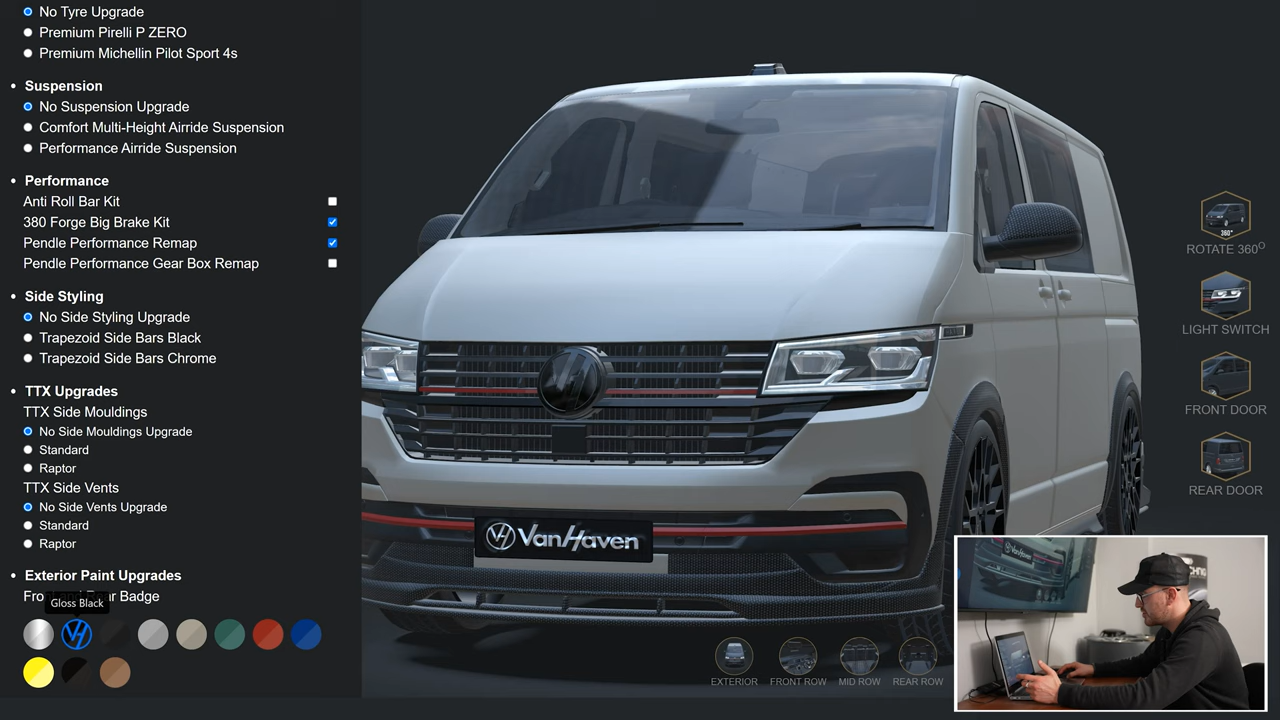 No Tyre Upgrade
Premium Pirelli P ZERO
Premium Michellin Pilot Sport 4s
• Suspension
No Suspension Upgrade
Comfort Multi-Height Airride Suspension
Performance Airride Suspension
• Performance
Anti Roll Bar Kit
380 Forge Big Brake Kit
Pendle Performance Remap
Pendle Performance Gear Box Remap
• Side Styling
No Side Styling Upgrade
Trapezoid Side Bars Black
Trapezoid Side Bars Chrome
• TTX Upgrades
TTX Side Mouldings
No Side Mouldings Upgrade
Standard
Raptor
TTX Side Vents
No Side Vents Upgrade
Standard
Raptor
• Exterior Paint Upgrades
Badge
Gloss Black
VanHaven
360°
ROTATE 360O
LIGHT SWITCH
FRONT DOOR
REAR DOOR
EXTERIOR
FRONT ROW
MID ROW
REAR ROW
VanHaven